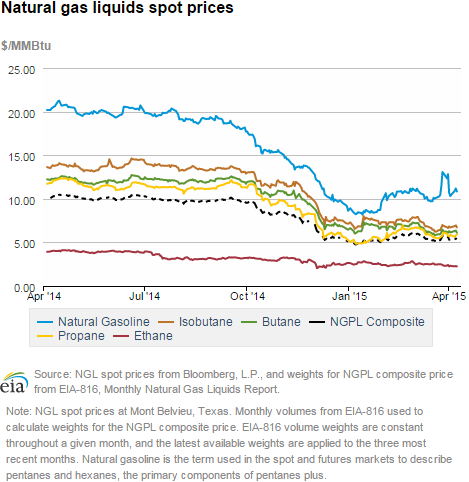 Natural gas liquids spot prices
$/MMBtu
25.00
20.00
15.00
10.00
5.00
0.00
Apr '14 Jul '14 Oct '14 Jan '15 Apr '15
Natural Gasoline Isobutane Butane NGPL Composite
Propane Ethane
eia
Source: NGL spot prices from Bloomberg, L.P., and weights for NGPL composite price
from EIA-816, Monthly Natural Gas Liquids Report.
Note: NGL spot prices at Mont Belvieu, Texas. Monthly volumes from EIA-816 used to
calculate weights for the NGPL composite price. EIA-816 volume weights are constant
throughout a given month, and the latest available weights are applied to the three most
recent months. Natural gasoline is the term used in the spot and futures markets to describe
pentanes and hexanes, the primary components of pentanes plus.